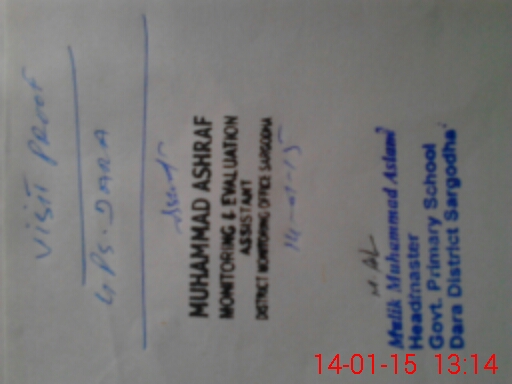 VISIT PROOF
GPS. DARA
MUHAMMAD ASHRAF
MONITORING & EVALUATION
ASSISTANT
DISTRICT MONITORING OFFICE SARGODHA
14-01-15
Malik Muhammad Aslam
Headmaster
Govt. Primary School
Dara District Sargodha
14-01-15 13:14